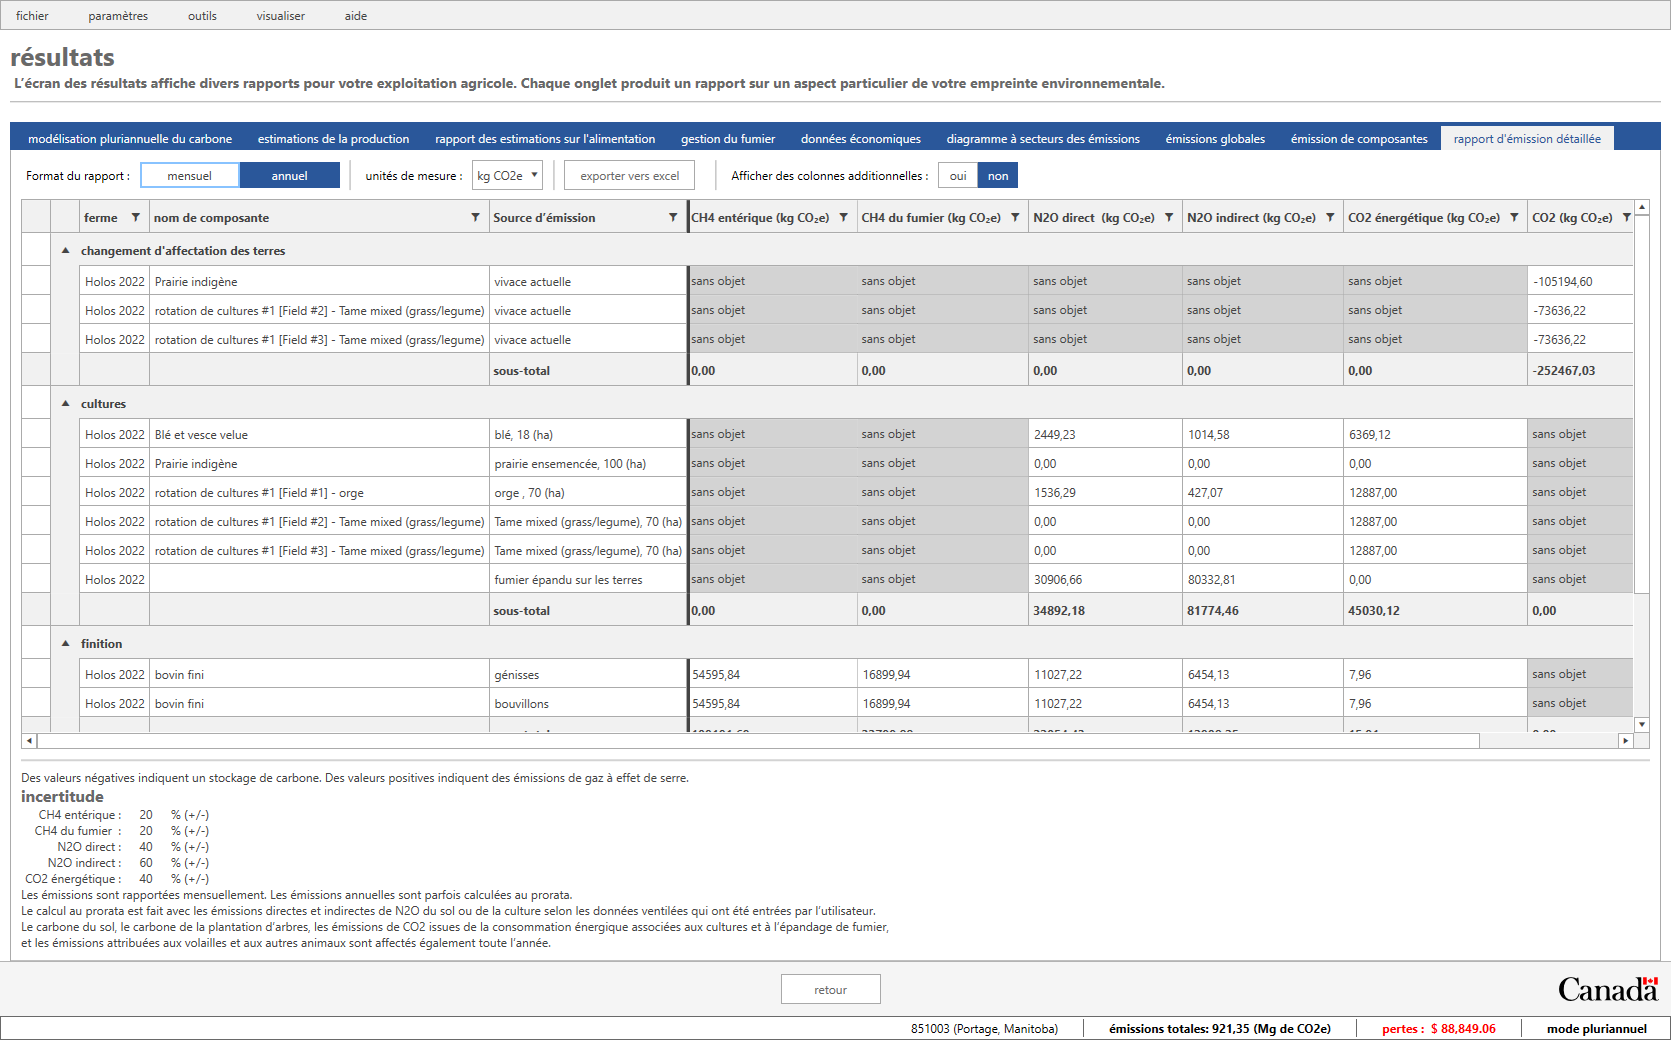 fichier paramètres outils visualiser aide
résultats
L'écran des résultats affiche divers rapports pour votre exploitation agricole. Chaque onglet produit un rapport sur un aspect particulier de votre empreinte environnementale.
modélisation pluriannuelle du carbone estimations de la production rapport des estimations sur l'alimentation gestion du fumier données économiques diagramme à secteurs des émissions émissions globales émission de composantes rapport d'émission détaillée
Format du rapport : mensuel annuel unités de mesure : kg CO2e exporter vers excel Afficher des colonnes additionnelles : oui non
ferme nom de composante Source d'émission CH4 entérique (kg CO₂e) CH4 du fumier (kg CO₂e) N2O direct (kg CO₂e) N2O indirect (kg CO₂e) CO2 énergétique (kg CO₂e) CO2 (kg CO₂e)
changement d'affectation des terres
Holos 2022 Prairie indigène vivace actuelle sans objet sans objet sans objet sans objet sans objet -105194,60
Holos 2022 rotation de cultures #1 [Field #2] - Tame mixed (grass/legume) vivace actuelle sans objet sans objet sans objet sans objet sans objet -73636,22
Holos 2022 rotation de cultures #1 [Field #3] - Tame mixed (grass/legume) vivace actuelle sans objet sans objet sans objet sans objet sans objet -73636,22
sous-total 0,00 0,00 0,00 0,00 0,00 -252467,03
cultures
Holos 2022 Blé et vesce velue blé, 18 (ha) sans objet sans objet 2449,23 1014,58 6369,12 sans objet
Holos 2022 Prairie indigène prairie ensemencée, 100 (ha) sans objet sans objet 0,00 0,00 0,00 sans objet
Holos 2022 rotation de cultures #1 [Field #1] - orge orge , 70 (ha) sans objet sans objet 1536,29 427,07 12887,00 sans objet
Holos 2022 rotation de cultures #1 [Field #2] - Tame mixed (grass/legume) Tame mixed (grass/legume), 70 (ha) sans objet sans objet 0,00 0,00 12887,00 sans objet
Holos 2022 rotation de cultures #1 [Field #3] - Tame mixed (grass/legume) Tame mixed (grass/legume), 70 (ha) sans objet sans objet 0,00 0,00 12887,00 sans objet
Holos 2022 fumier épandu sur les terres sans objet sans objet 30906,66 80332,81 0,00 sans objet
sous-total 0,00 0,00 34892,18 81774,46 45030,12 0,00
finition
Holos 2022 bovin fini génisses 54595,84 16899,94 11027,22 6454,13 7,96 sans objet
Holos 2022 bovin fini bouvillons 54595,84 16899,94 11027,22 6454,13 7,96 sans objet
Des valeurs négatives indiquent un stockage de carbone. Des valeurs positives indiquent des émissions de gaz à effet de serre.
incertitude
CH4 entérique : 20 % (+/-)
CH4 du fumier : 20 % (+/-)
N2O direct : 40 % (+/-)
N2O indirect : 60 % (+/-)
CO2 énergétique : 40 % (+/-)
Les émissions sont rapportées mensuellement. Les émissions annuelles sont parfois calculées au prorata.
Le calcul au prorata est fait avec les émissions directes et indirectes de N2O du sol ou de la culture selon les données ventilées qui ont été entrées par l'utilisateur.
Le carbone du sol, le carbone de la plantation d'arbres, les émissions de CO2 issues de la consommation énergique associées aux cultures et à l'épandage de fumier,
et les émissions attribuées aux volailles et aux autres animaux sont affectés également toute l'année.
retour
Canada
851003 (Portage, Manitoba) émissions totales: 921,35 (Mg de CO2e) pertes : $ 88,849.06 mode pluriannuel